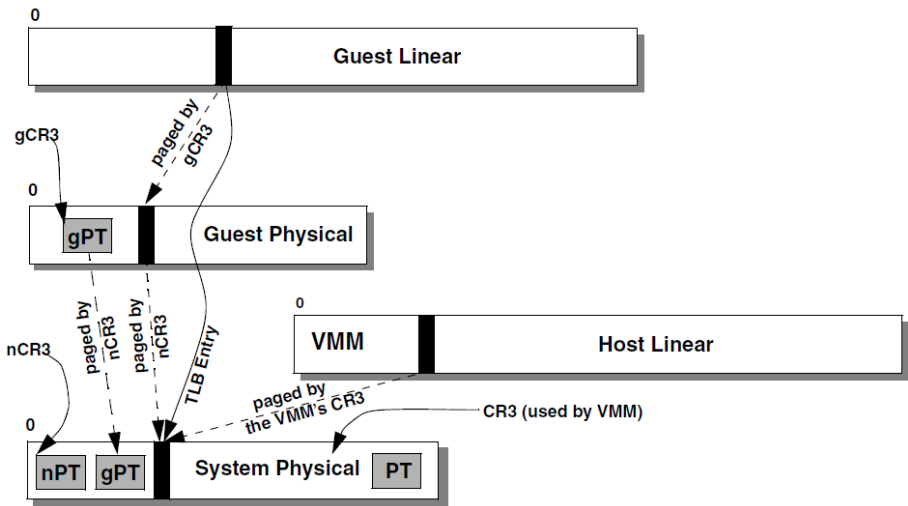 0
Guest Linear
paged by
gCR3
gCR3
0
gPT
Guest Physical
paged by
nCR3
paged by
nCR3
TLB Entry
0
VMM
Host Linear
nCR3
paged by
the VMM's CR3
CR3 (used by VMM)
0
nPT
gPT
System Physical
PT